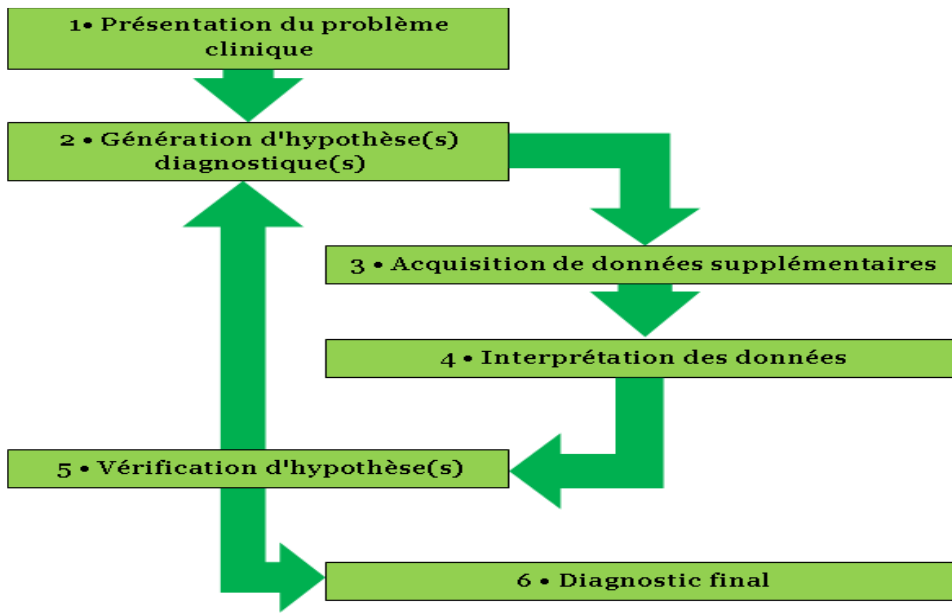 1• Présentation du problème
clinique
2 • Génération d'hypothèse(s)
diagnostique(s)
3 • Acquisition de données supplémentaires
4 • Interprétation des données
5 • Vérification d'hypothèse(s)
6 • Diagnostic final